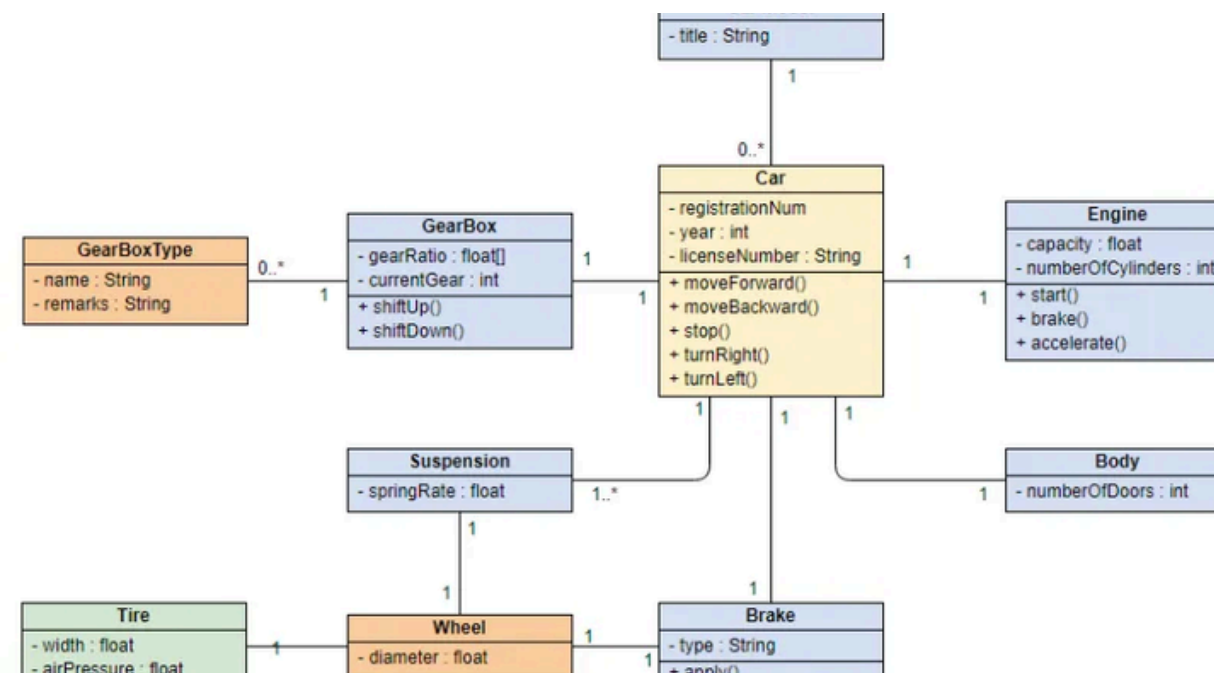 - title : String
1
0..*
Car
- registrationNum
- year : int
- licenseNumber : String
+ moveForward()
+ moveBackward()
+ stop()
+ turnRight()
+ turnLeft()
GearBox
- gearRatio : float[]
- currentGear : int
+ shiftUp()
+ shiftDown()
1
1
GearBoxType
- name : String
- remarks : String
0..*
1
Engine
- capacity : float
- numberOfCylinders : int
+ start()
+ brake()
+ accelerate()
1
1
1
1
1
Suspension
- springRate : float
1..*
Body
- numberOfDoors : int
1
1
1
1
Tire
- width : float
- airPressure : float
1
Wheel
- diameter : float
1
1
Brake
- type : String
+ apply()